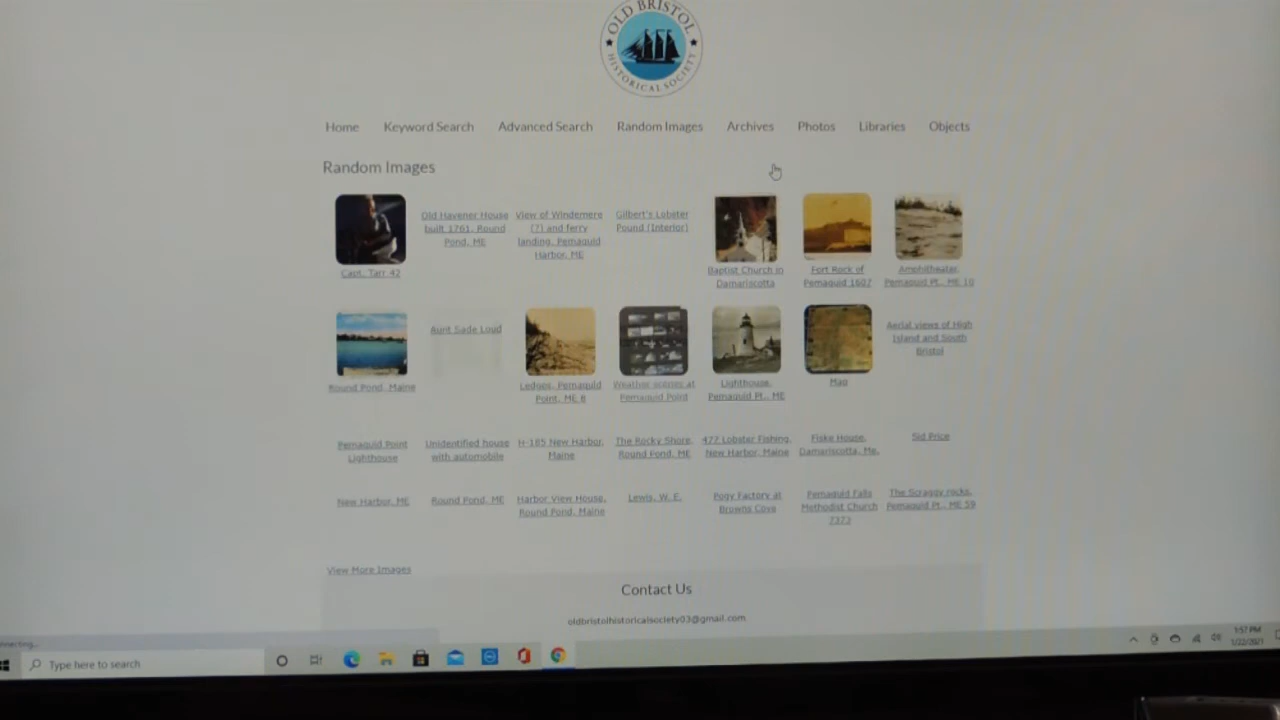 OLD BRISTOL
HISTORICAL SOCIETY
Home Keyword Search Advanced Search Random Images Archives Photos Libraries Objects
Random Images
Capt. Tarr 42
Old Havener House
built 1761, Round
Pond, ME
View of Windemere
(?) and ferry
landing, Pemaquid
Harbor, ME
Gilbert's Lobster
Pound (Interior)
Baptist Church in
Damariscotta
Fort Rock of
Pemaquid 1607
Amphitheater,
Pemaquid Pt., ME 10
Round Pond, Maine
Aunt Sade Loud
Ledges, Pemaquid
Point, ME 8
Weather scenes at
Pemaquid Point
Lighthouse,
Pemaquid Pt., ME
Map
Aerial views of High
Island and South
Bristol
Pemaquid Point
Lighthouse
Unidentified house
with automobile
H-185 New Harbor,
Maine
The Rocky Shore,
Round Pond, ME
477 Lobster Fishing,
New Harbor, Maine
Fiske House,
Damariscotta, Me.
Sid Price
New Harbor, ME
Round Pond, ME
Harbor View House,
Round Pond, Maine
Lewis, W. E.
Pogy Factory at
Browns Cove
Pemaquid Falls
Methodist Church
7373
The Scraggy rocks,
Pemaquid Pt., ME 59
View More Images
Contact Us
oldbristolhistoricalsociety03@gmail.com
Type here to search
1:57 PM
1/22/2021